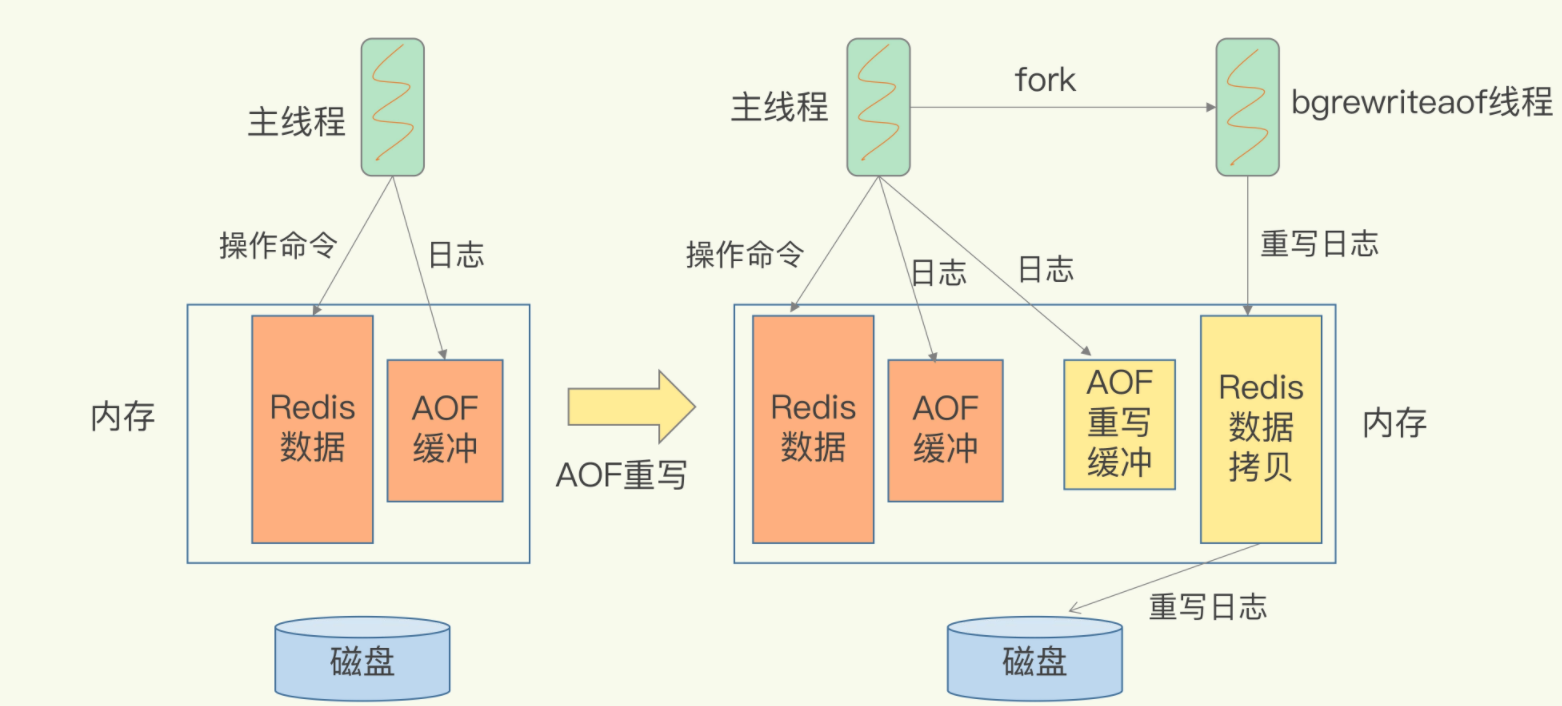 主线程
操作命令
日志
内存
Redis
数据
AOF
缓冲
磁盘
AOF重写
主线程
fork
bgrewriteaof线程
操作命令
日志
日志
重写日志
Redis
数据
AOF
缓冲
AOF
重写
缓冲
Redis
数据
拷贝
内存
重写日志
磁盘